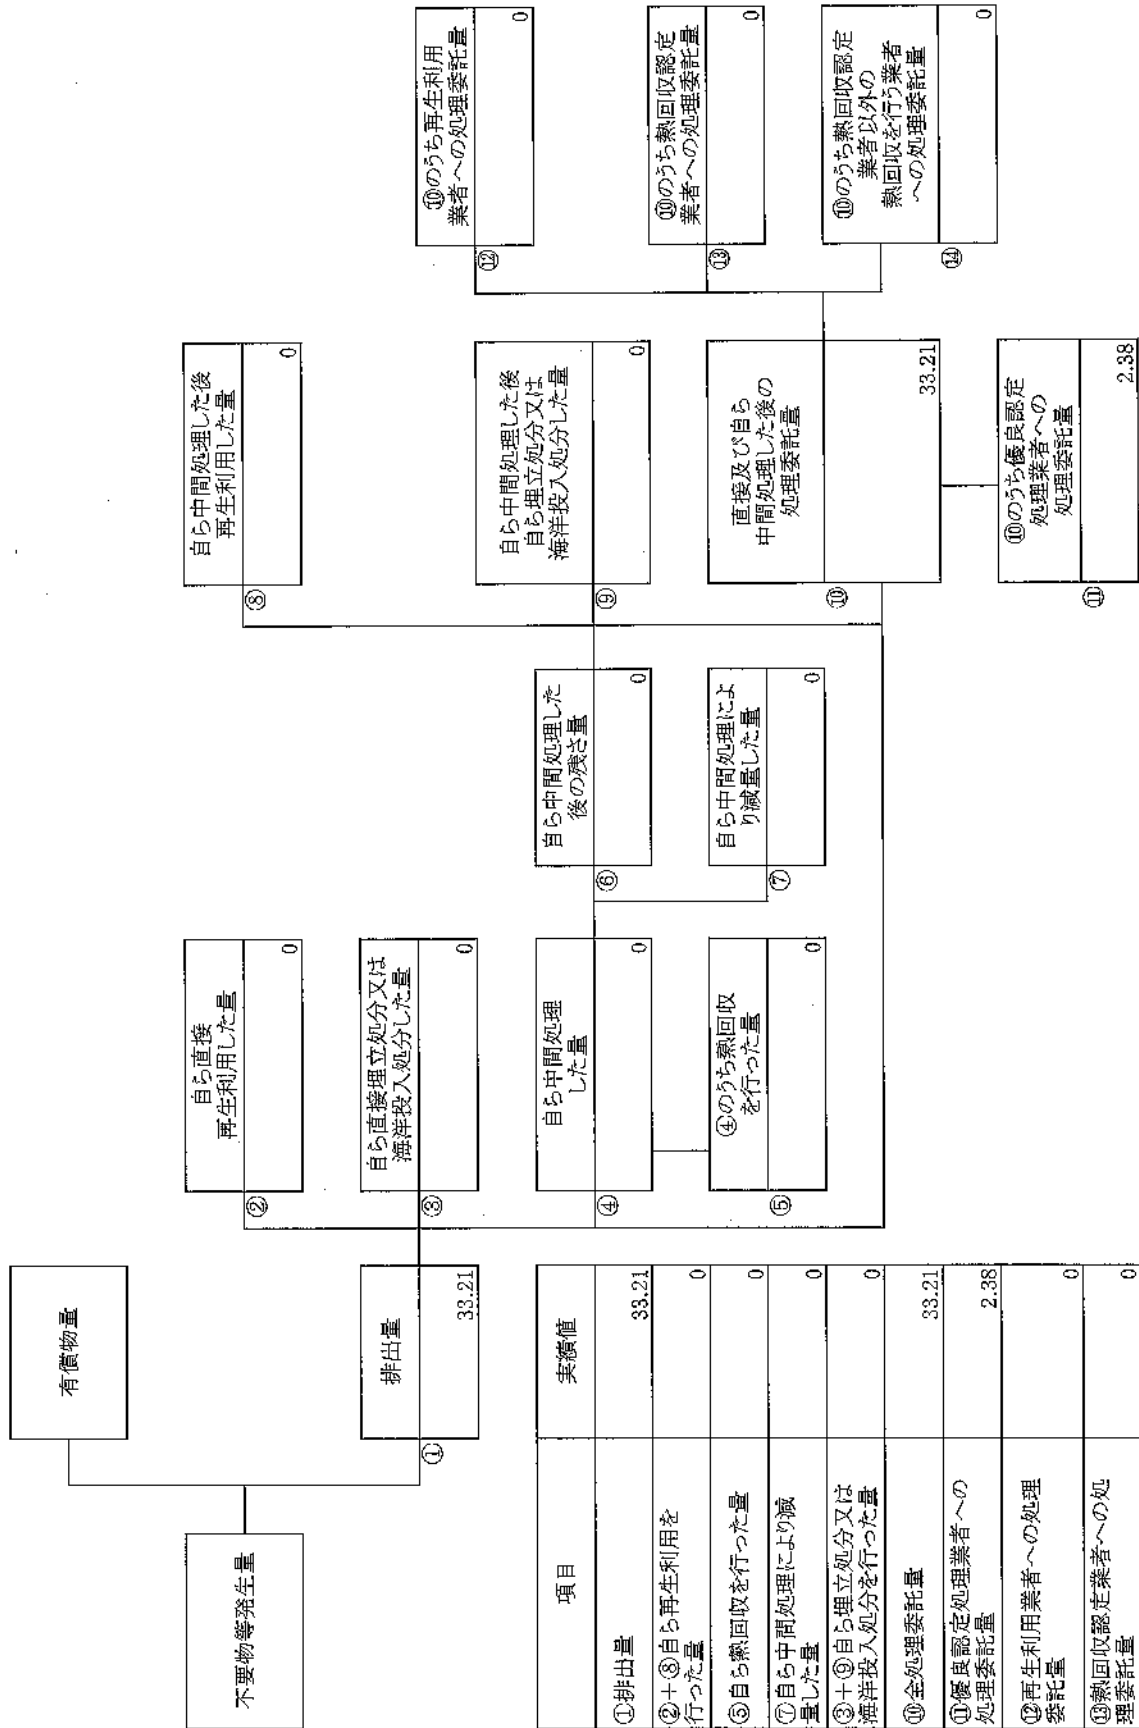 不要物等発生量
有償物量
排出量
①
33.21
自ら直接
再生利用した量
②
0
自ら直接埋立処分又は
海洋投入処分した量
③
0
自ら中間処理
した量
④
0
④のうち熱回収
を行った量
⑤
0
自ら中間処理した
後の残さ量
⑥
0
自ら中間処理によ
り減量した量
⑦
0
自ら中間処理した後
再生利用した量
⑧
0
自ら中間処理した後
自ら埋立処分又は
海洋投入処分した量
⑨
0
直接及び自ら
中間処理した後の
処理委託量
⑩
33.21
⑩のうち優良認定
処理業者への
処理委託量
⑪
2.38
⑩のうち再生利用
業者への処理委託量
⑫
0
⑩のうち熱回収認定
業者への処理委託量
⑬
0
⑩のうち熱回収認定
業者以外の
熱回収を行う業者
への処理委託量
⑭
0
項目 実績値
①排出量 33.21
②+⑧自ら再生利用を
行った量 0
⑤自ら熱回収を行った量 0
⑦自ら中間処理により減
量した量 0
③+⑨自ら埋立処分又は
海洋投入処分を行った量 0
⑩全処理委託量 33.21
⑪優良認定処理業者への
処理委託量 2.38
⑫再生利用業者への処理
委託量 0
⑬熱回収認定業者への処
理委託量 0